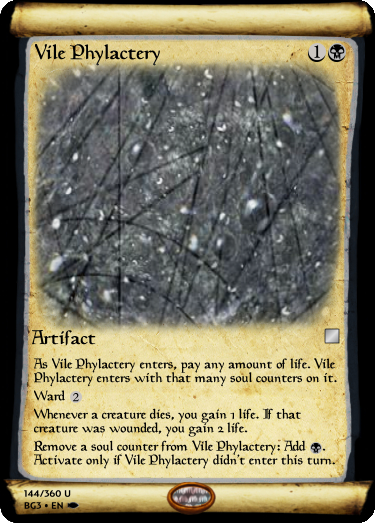 Vile Phylactery 1
Artifact
As Vile Phylactery enters, pay any amount of life. Vile
Phylactery enters with that many soul counters on it.
Ward 2
Whenever a creature dies, you gain 1 life. If that
creature was wounded, you gain 2 life.
Remove a soul counter from Vile Phylactery: Add .
Activate only if Vile Phylactery didn't enter this turn.
144/360 U
BG3 • EN